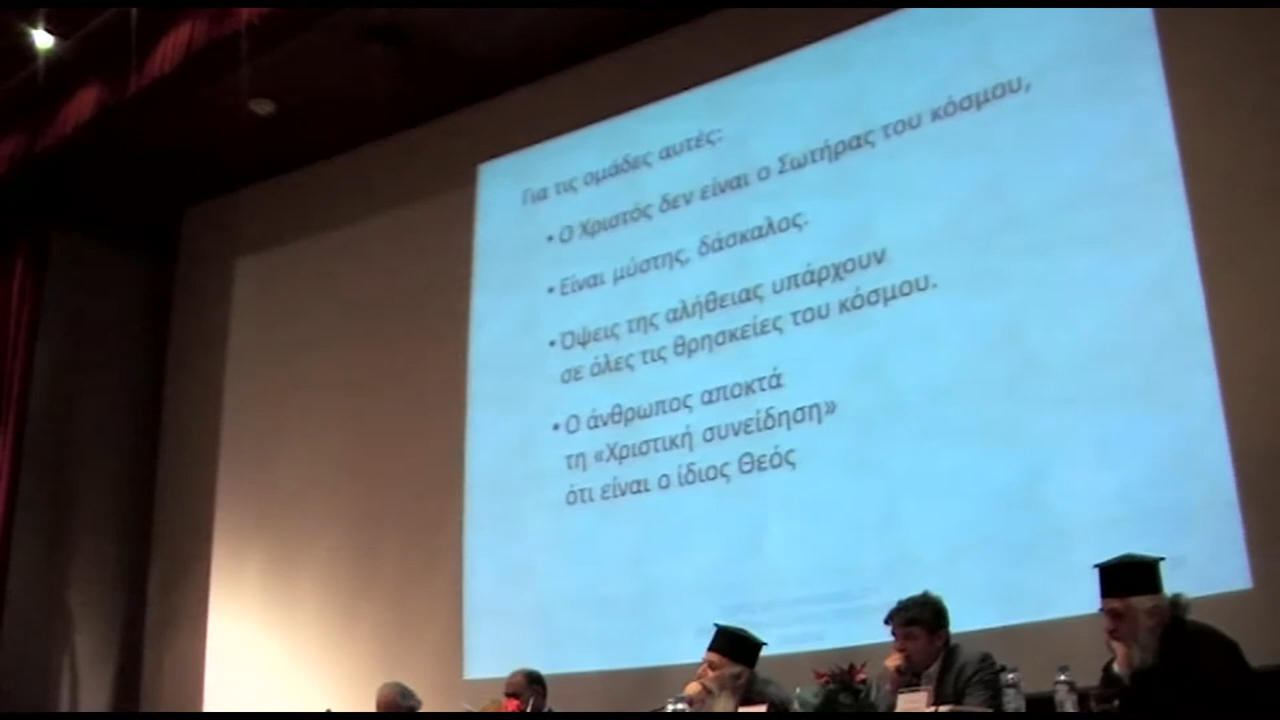 Για τις ομάδες αυτές:
• Ο Χριστός δεν είναι ο Σωτήρας του κόσμου,
• Είναι μύστης, δάσκαλος.
• Όψεις της αλήθειας υπάρχουν
σε όλες τις θρησκείες του κόσμου.
• Ο άνθρωπος αποκτά
τη «Χριστική συνείδηση»
ότι είναι ο ίδιος Θεός